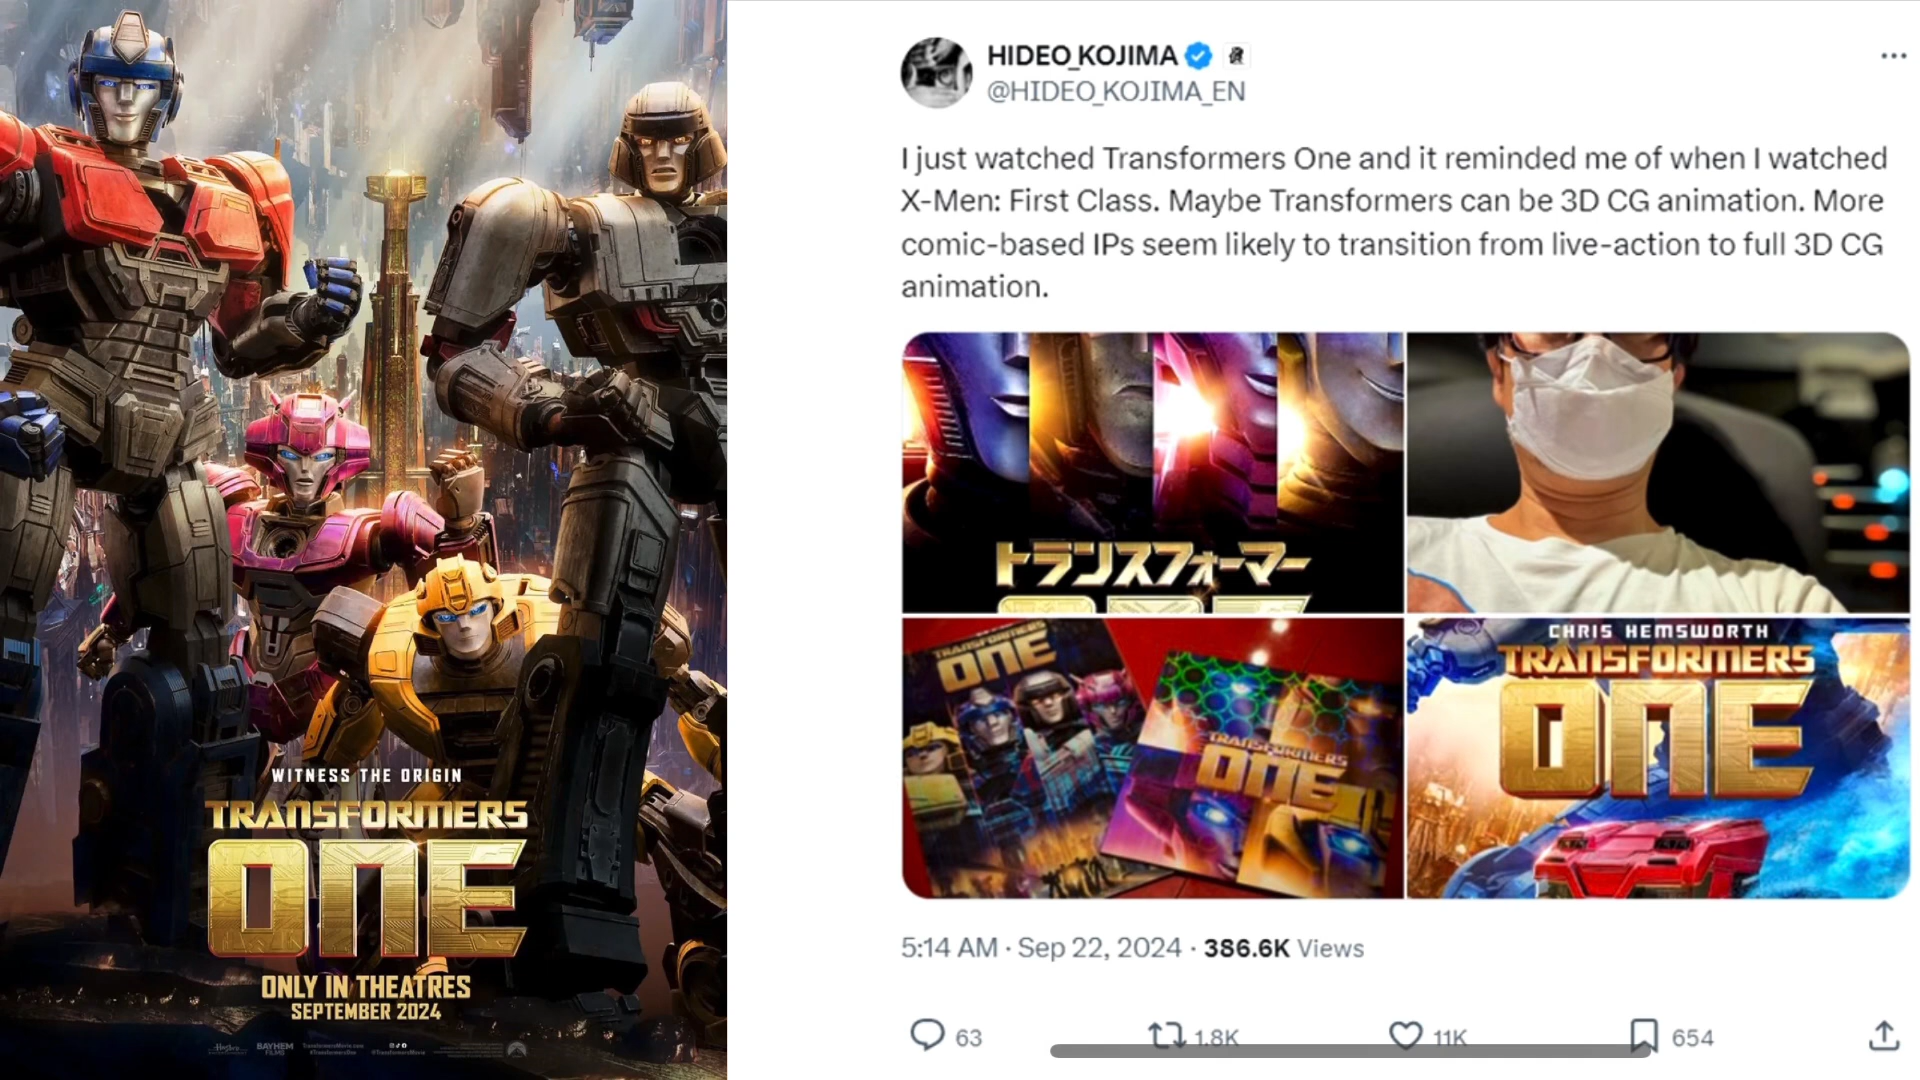 WITNESS THE ORIGIN
TRANSFORMERS
ONE
ONLY IN THEATRES
SEPTEMBER 2024
Hasbro
BAYHEM
FILMS
HIDEO_KOJIMA
@HIDEO_KOJIMA_EN
I just watched Transformers One and it reminded me of when I watched
X-Men: First Class. Maybe Transformers can be 3D CG animation. More
comic-based IPs seem likely to transition from live-action to full 3D CG
animation.
トランスフォーマー
TRANSFORMERS
ONE
TRANSFORMERS
ONE
CHRIS HEMSWORTH
TRANSFORMERS
ONE
5:14 AM · Sep 22, 2024 · 386.6K Views
63
1.8K
11K
654